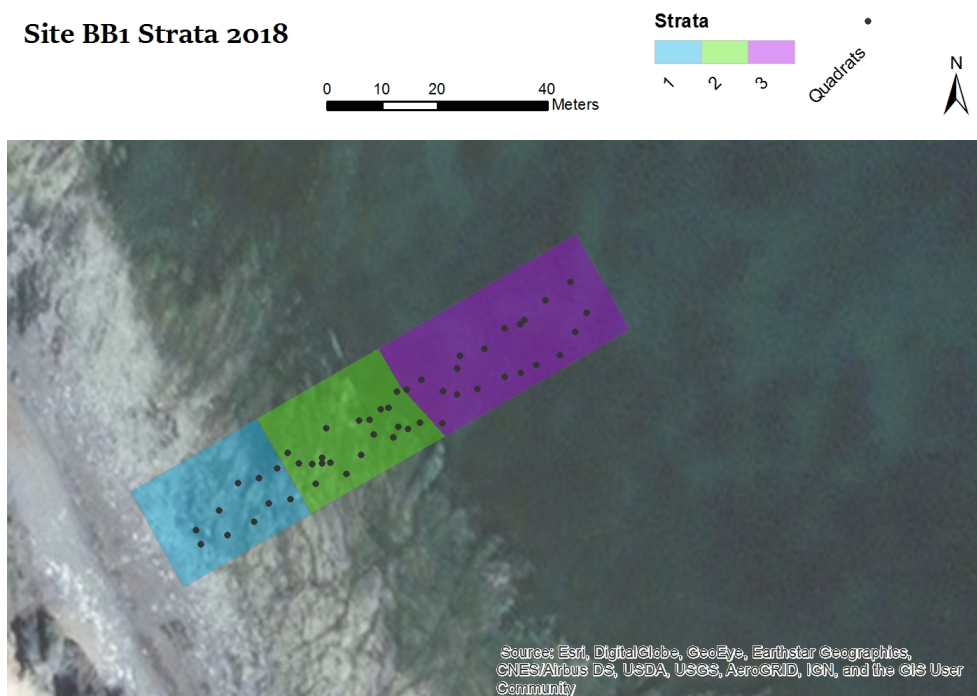 Site BB1 Strata 2018
Strata
1 2 3
Quadrats
N
0 10 20 40
Meters
Source: Esri, DigitalGlobe, GeoEye, Earthstar Geographics,
CNES/Airbus DS, USDA, USGS, AeroGRID, IGN, and the GIS User
Community